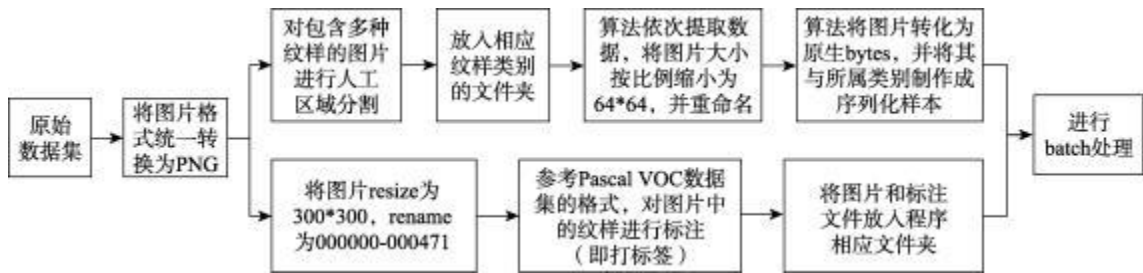 原始
数据集
将图片格
式统一转
换为PNG
对包含多种
纹样的图片
进行人工
区域分割
放入相应
纹样类别
的文件夹
算法依次提取数
据，将图片大小
按比例缩小为
64*64，并重命名
算法将图片转化为
原生bytes，并将其
与所属类别制作成
序列化样本
将图片resize为
300*300，rename
为000000-000471
参考Pascal VOC数据
集的格式，对图片中
的纹样进行标注
（即打标签）
将图片和标注
文件放入程序
相应文件夹
进行
batch处理